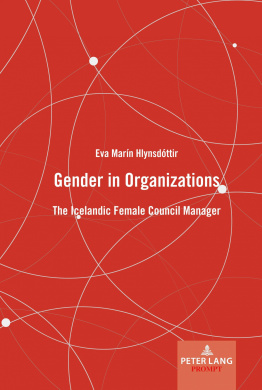 Eva Marín Hlynsdóttir
Gender in Organizations
The Icelandic Female Council Manager
PETER LANG
PROMPT